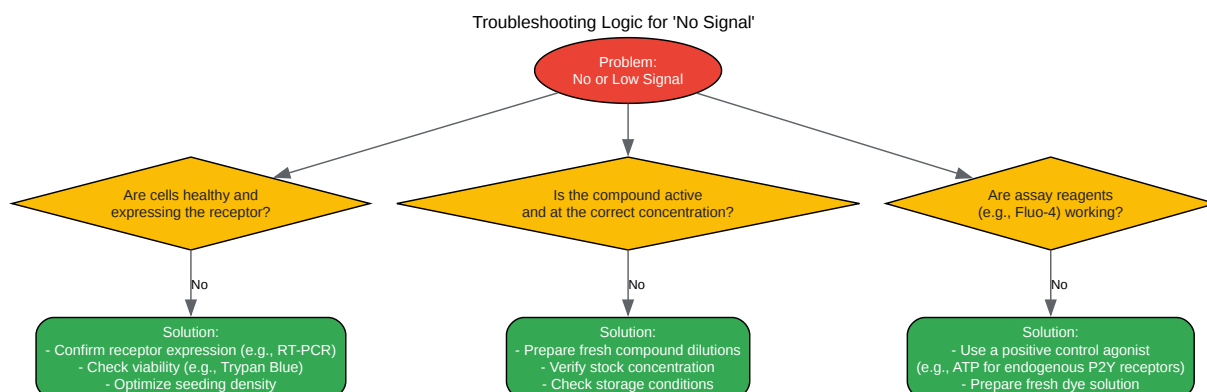 Troubleshooting Logic for 'No Signal'
Problem:
No or Low Signal
Are cells healthy and
expressing the receptor?
Is the compound active
and at the correct concentration?
Are assay reagents
(e.g., Fluo-4) working?
No
No
No
Solution:
- Confirm receptor expression (e.g., RT-PCR)
- Check viability (e.g., Trypan Blue)
- Optimize seeding density
Solution:
- Prepare fresh compound dilutions
- Verify stock concentration
- Check storage conditions
Solution:
- Use a positive control agonist
(e.g., ATP for endogenous P2Y receptors)
- Prepare fresh dye solution